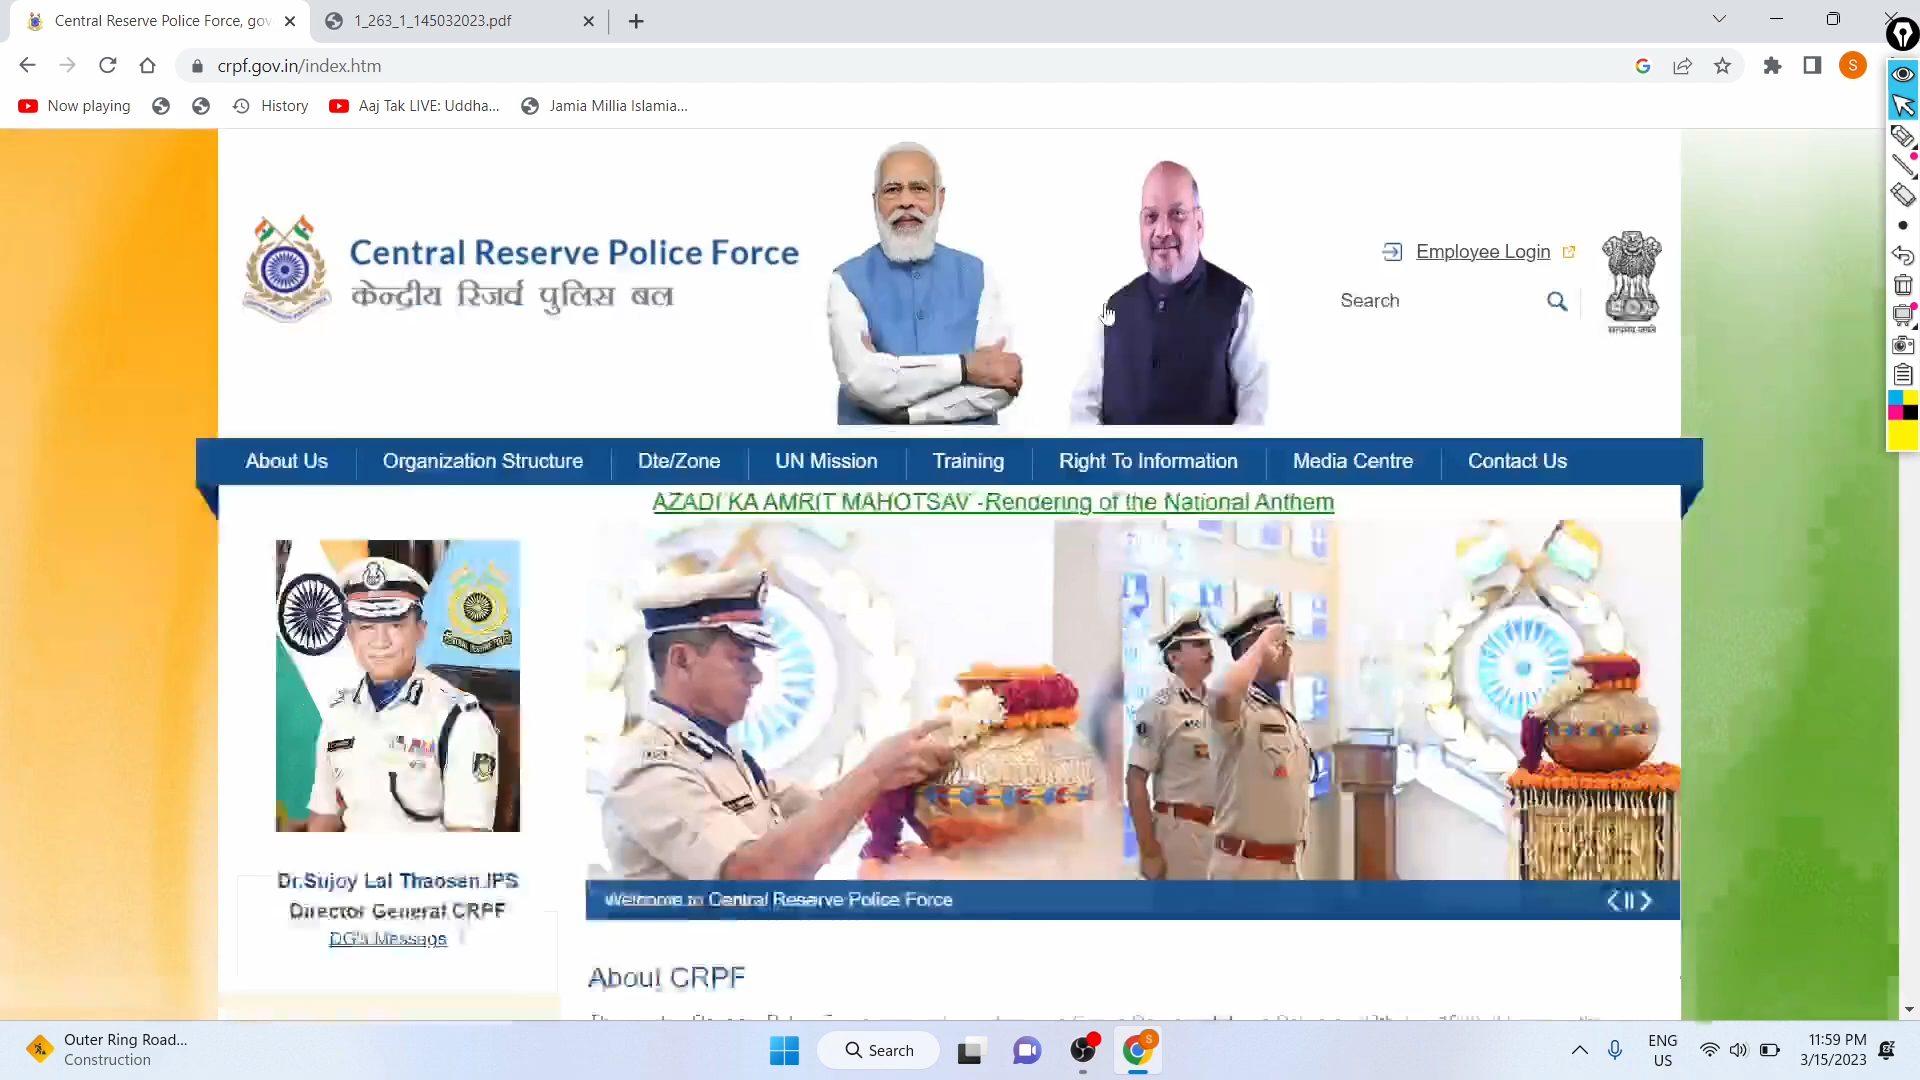 Central Reserve Police Force, gov
1_263_1_145032023.pdf
crpf.gov.in/index.htm
S
Now playing
History
Aaj Tak LIVE: Uddha...
Jamia Millia Islamia...
Central Reserve Police Force
केन्द्रीय रिजर्व पुलिस बल
Employee Login
Search
सत्यमेव जयते
About Us
Organization Structure
Dte/Zone
UN Mission
Training
Right To Information
Media Centre
Contact Us
AZADI KA AMRIT MAHOTSAV -Rendering of the National Anthem
Dr.Sujoy Lal Thaosen,IPS
Director General CRPF
DG's Message
Welcome to Central Reserve Police Force
About CRPF
Outer Ring Road...
Construction
Search
S
ENG
US
11:59 PM
3/15/2023